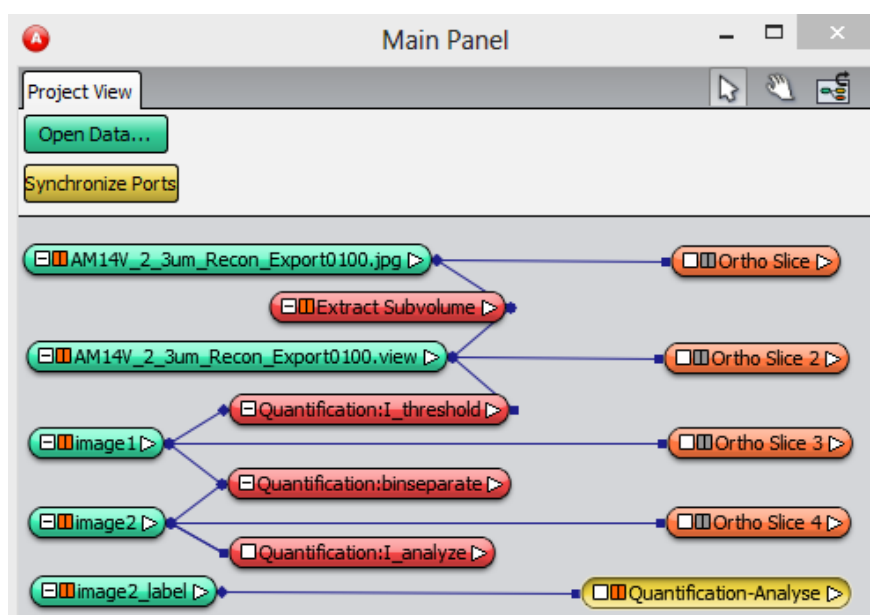 A
Main Panel
Project View
Open Data...
Synchronize Ports
AM14V_2_3um_Recon_Export0100.jpg
Ortho Slice
Extract Subvolume
AM14V_2_3um_Recon_Export0100.view
Ortho Slice 2
Quantification:I_threshold
image1
Ortho Slice 3
Quantification:binseparate
image2
Ortho Slice 4
Quantification:I_analyze
image2_label
Quantification-Analyse